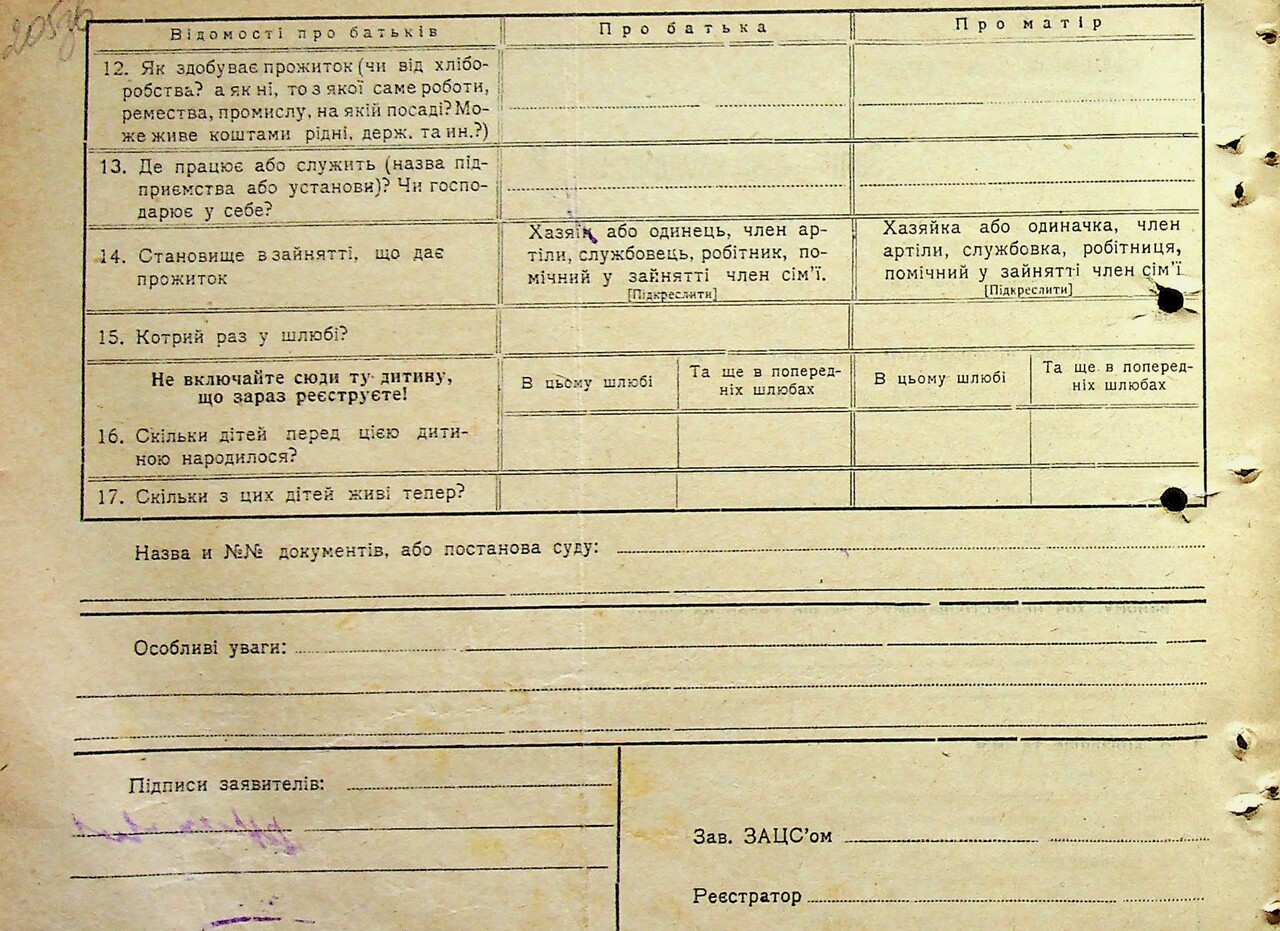 205зв
Відомості про батьків
Про батька
Про матір
12. Як здобуває прожиток (чи від хлібо-
робства? а як ні, то з якої саме роботи,
ремества, промислу, на якій посаді? Мо-
же живе коштами рідні, держ. та ин.?)
13. Де працює або служить (назва під-
приємства або установи)? Чи госпо-
дарює у себе?
14. Становище в зайнятті, що дає
прожиток
Хазяїн або одинець, член ар-
тіли, службовець, робітник, по-
мічний у зайнятті член сім’ї.
[Підкреслити]
Хазяйка або одиначка, член
артіли, службовка, робітниця,
помічний у зайнятті член сім’ї
[Підкреслити]
15. Котрий раз у шлюбі?
Не включайте сюди ту дитину,
що зараз реєструєте!
В цьому шлюбі
Та ще в поперед-
ніх шлюбах
В цьому шлюбі
Та ще в поперед-
ніх шлюбах
16. Скільки дітей перед цією дити-
ною народилося?
17. Скільки з цих дітей живі тепер?
Назва и №№ документів, або постанова суду:
Особливі уваги:
Підписи заявителів:
Зав. ЗАЦС’ом
Реєстратор